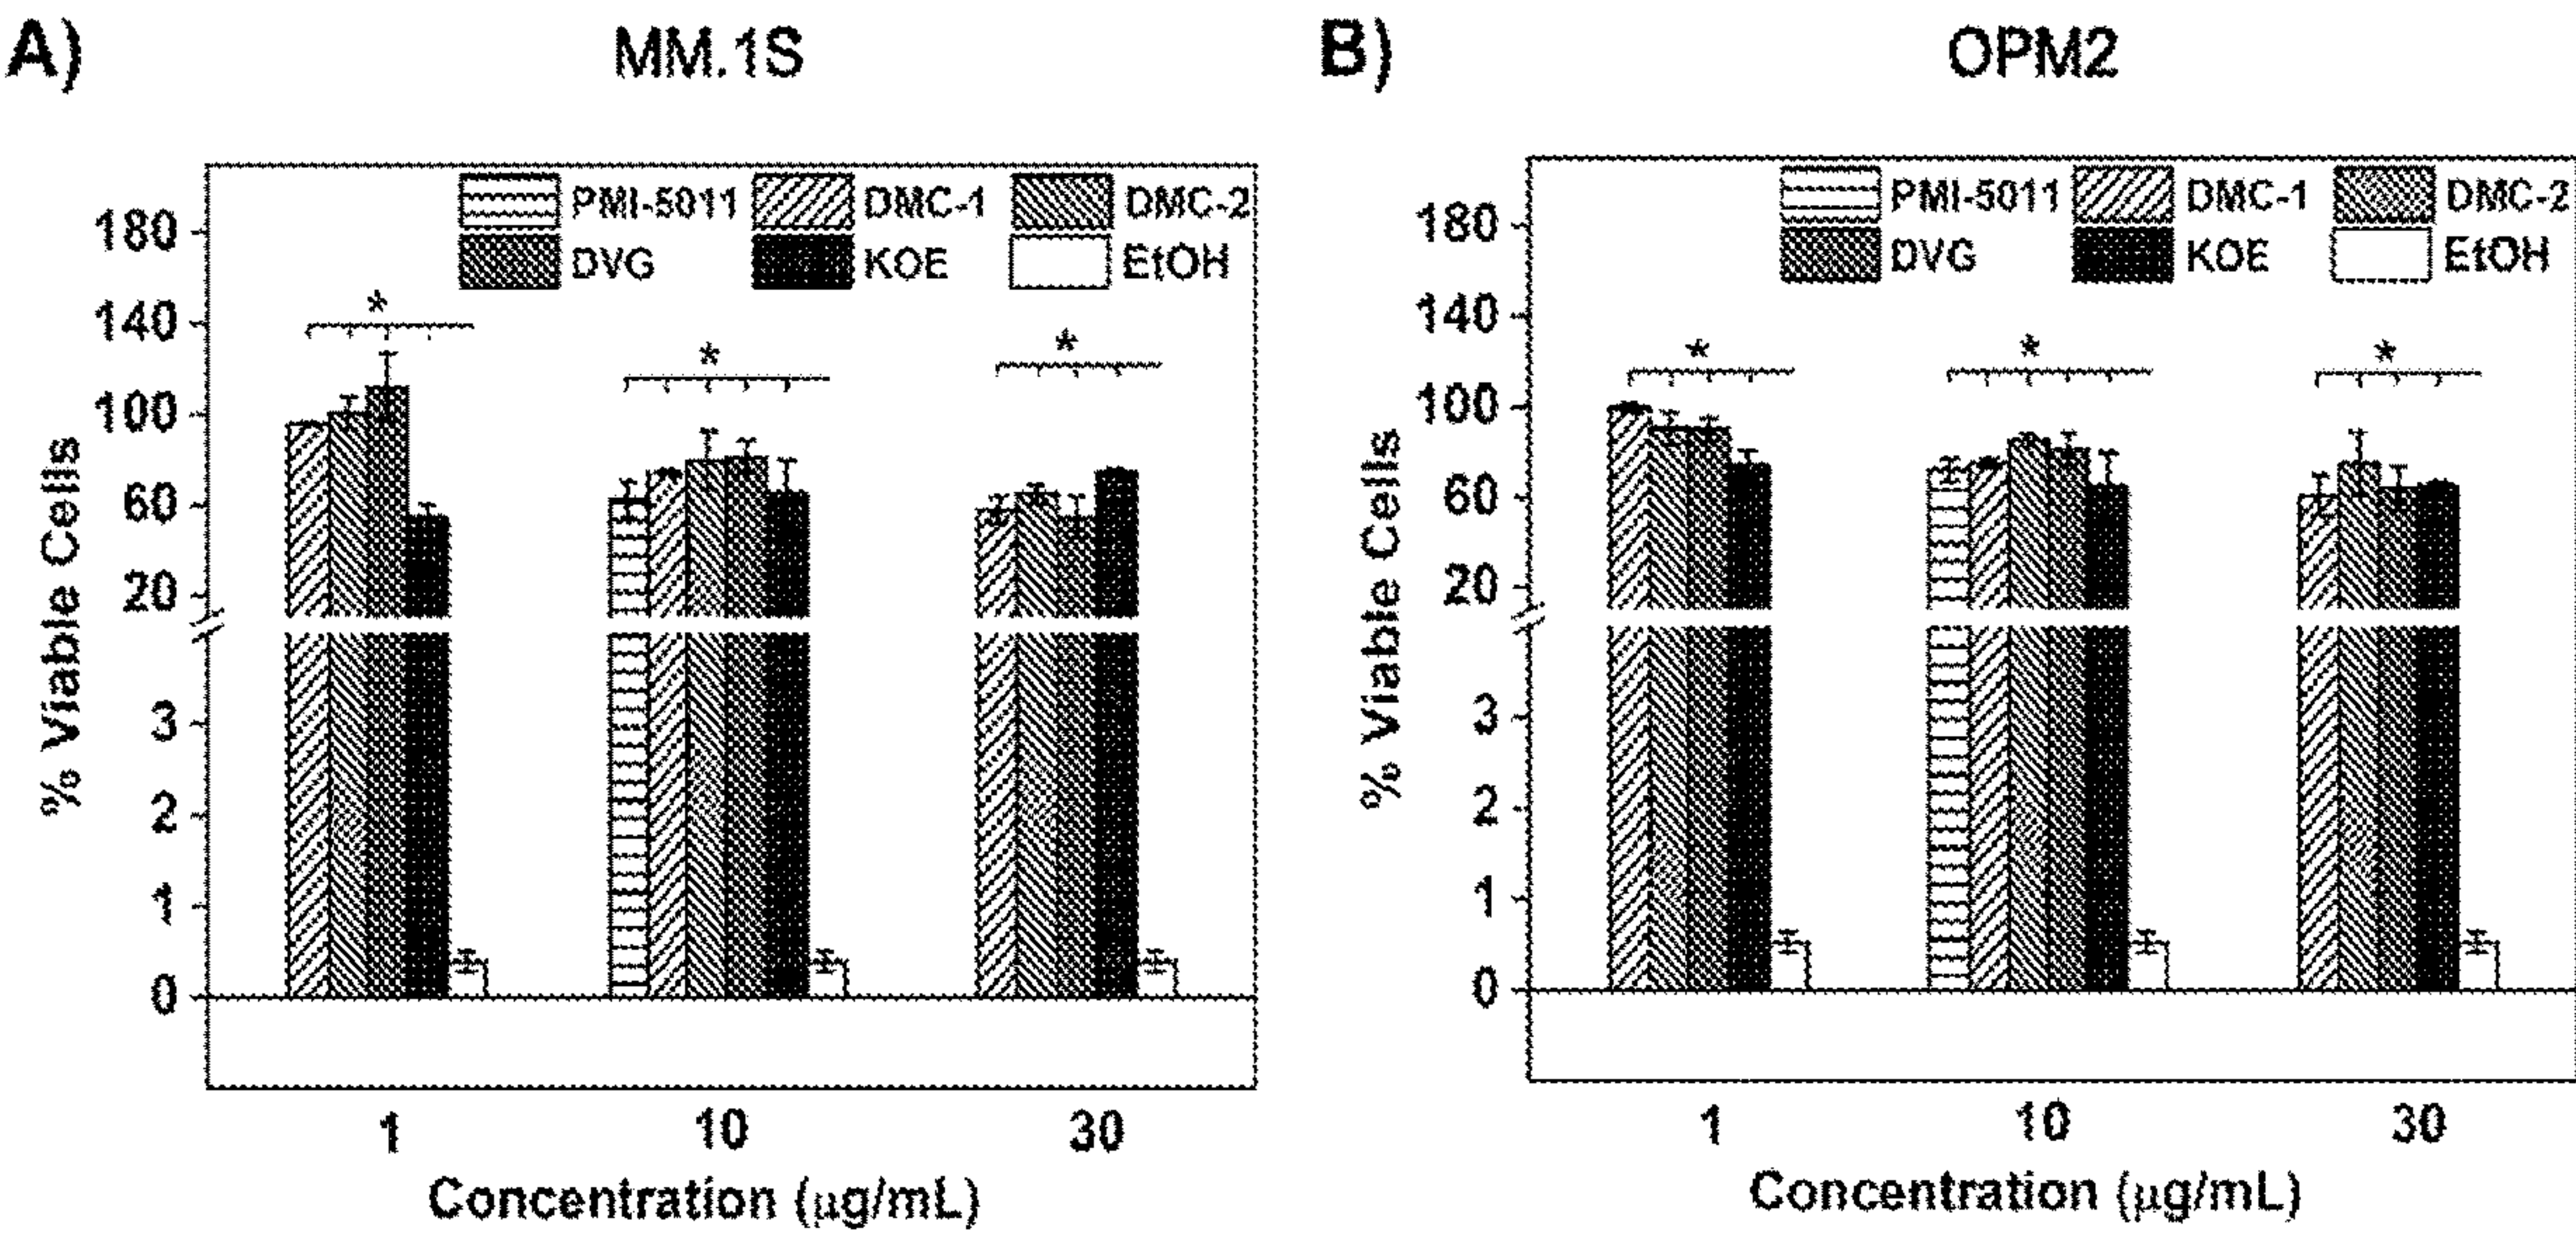 A)
MM.1S
PMI-5011 DMC-1 DMC-2
DVG KOE EtOH
*
*
*
180
140
100
60
20
3
2
1
0
% Viable Cells
1 10 30
Concentration (µg/mL)
B)
OPM2
PMI-5011 DMC-1 DMC-2
DVG KOE EtOH
*
*
*
180
140
100
60
20
3
2
1
0
% Viable Cells
1 10 30
Concentration (µg/mL)